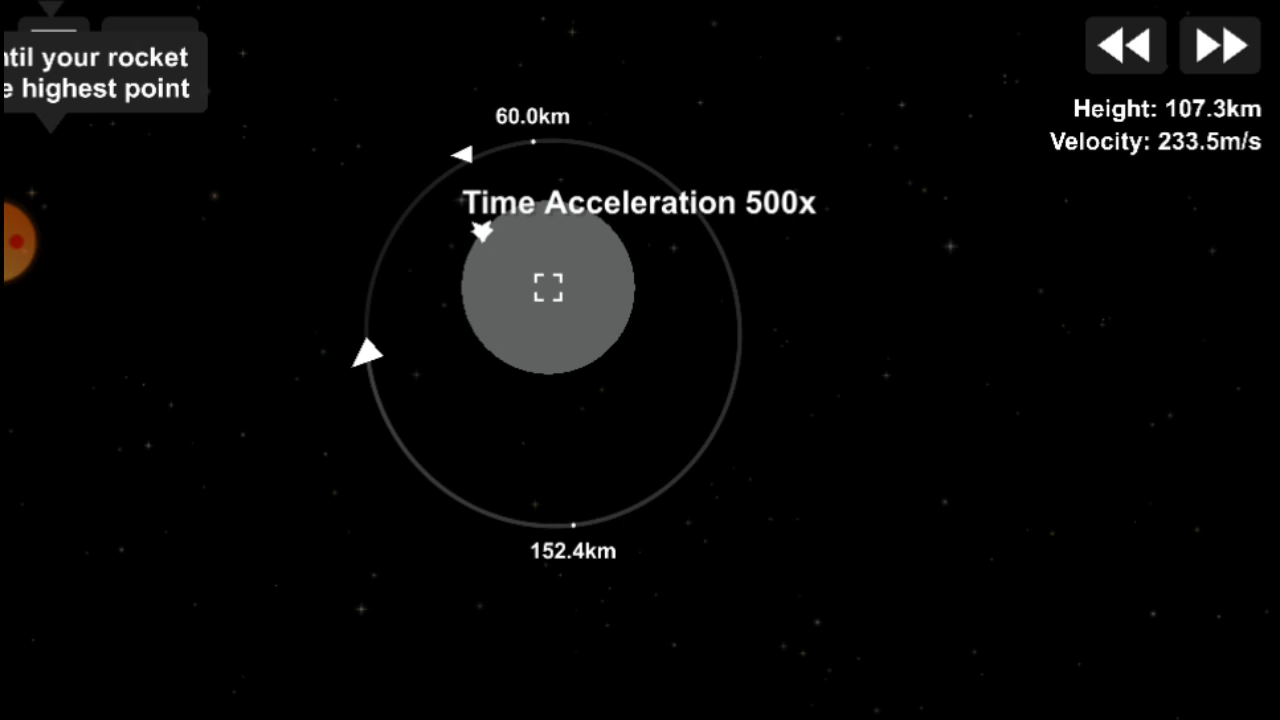 ntil your rocket
e highest point
Height: 107.3km
Velocity: 233.5m/s
60.0km
Time Acceleration 500x
152.4km